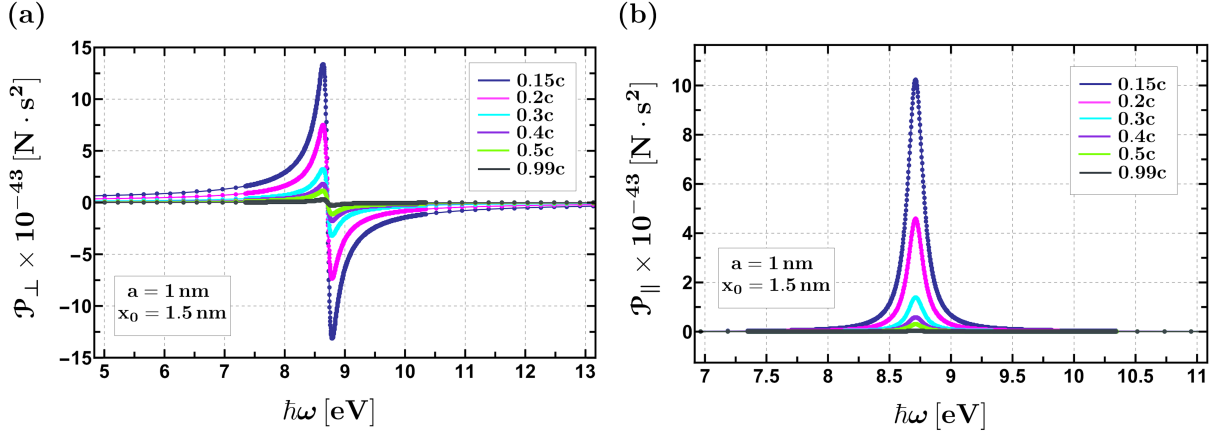 (a)
𝒫⊥ × 10⁻⁴³ [N · s²]
15
10
5
0
−5
−10
−15
0.15c
0.2c
0.3c
0.4c
0.5c
0.99c
a = 1 nm
x₀ = 1.5 nm
5 6 7 8 9 10 11 12 13
ℏω [eV]
(b)
𝒫∥ × 10⁻⁴³ [N · s²]
10
8
6
4
2
0
0.15c
0.2c
0.3c
0.4c
0.5c
0.99c
a = 1 nm
x₀ = 1.5 nm
7 7.5 8 8.5 9 9.5 10 10.5 11
ℏω [eV]